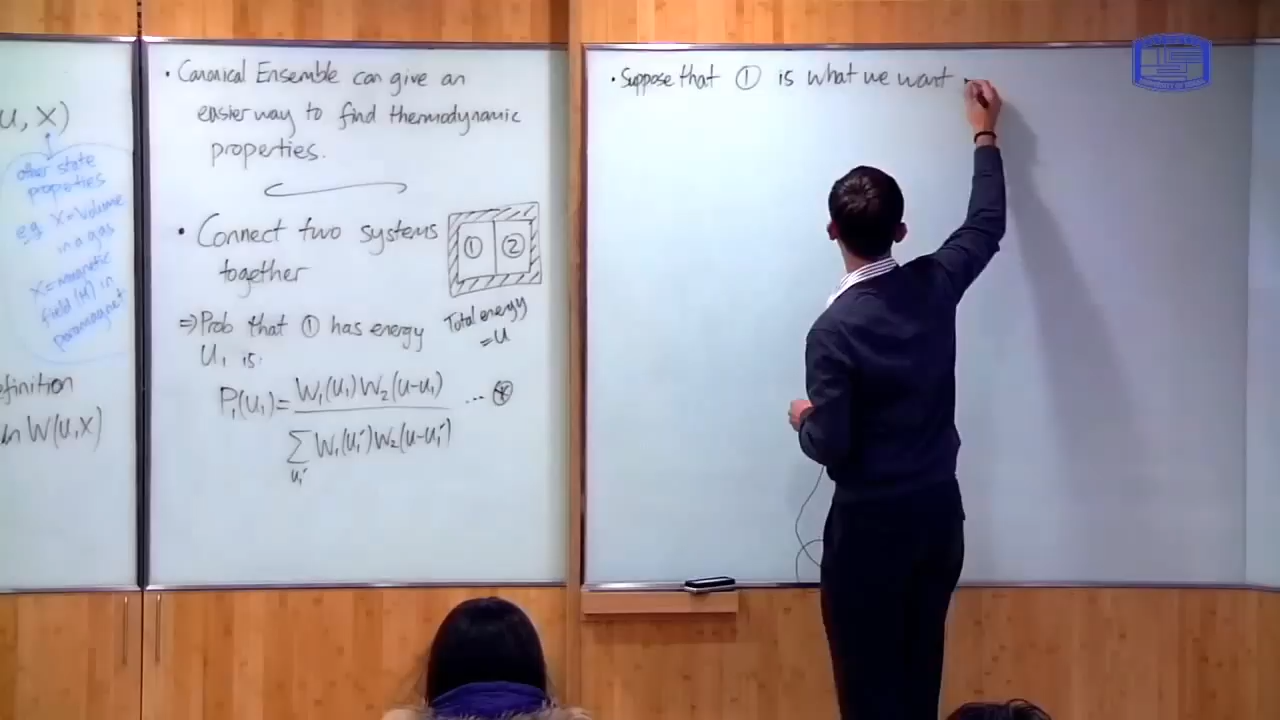 u, X)
other state
properties
e.g X=Volume
in a gas
X=magnetic
field (H) in
paramagnet
efinition
ln W(U,X)
• Canonical Ensemble can give an
easier way to find thermodynamic
properties.
• Connect two systems
together
① ②
Total energy
= U
⇒ Prob that ① has energy
U₁ is:
P₁(U₁) = W₁(U₁)W₂(U-U₁) ... ⊛
∑ W₁(U₁′)W₂(U-U₁′)
U₁′
• Suppose that ① is what we want